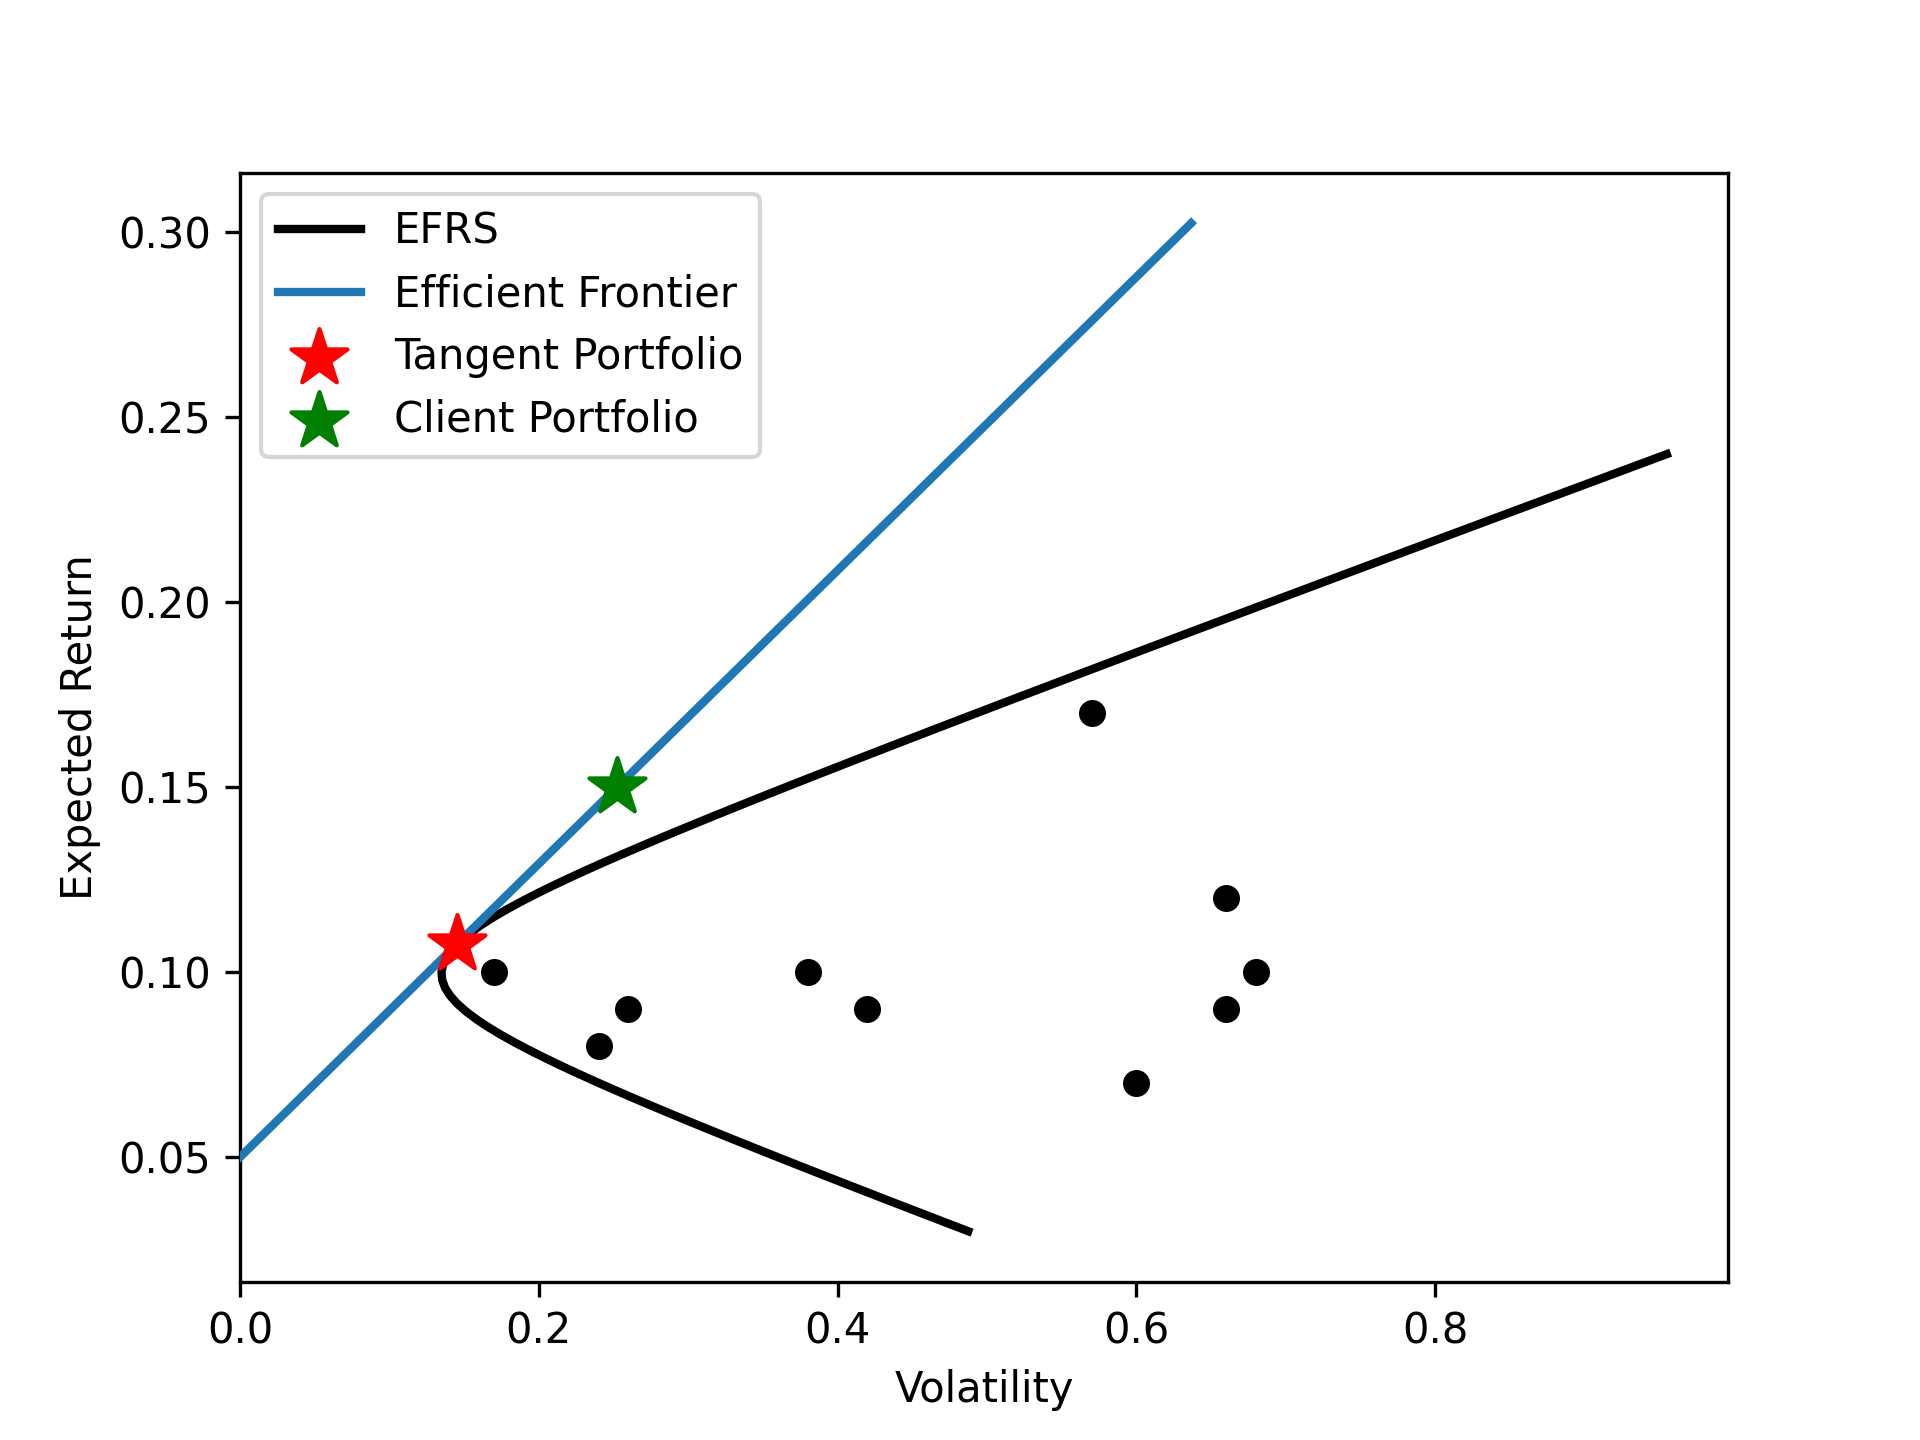 EFRS
Efficient Frontier
Tangent Portfolio
Client Portfolio
0.30
0.25
0.20
0.15
0.10
0.05
Expected Return
0.0 0.2 0.4 0.6 0.8
Volatility